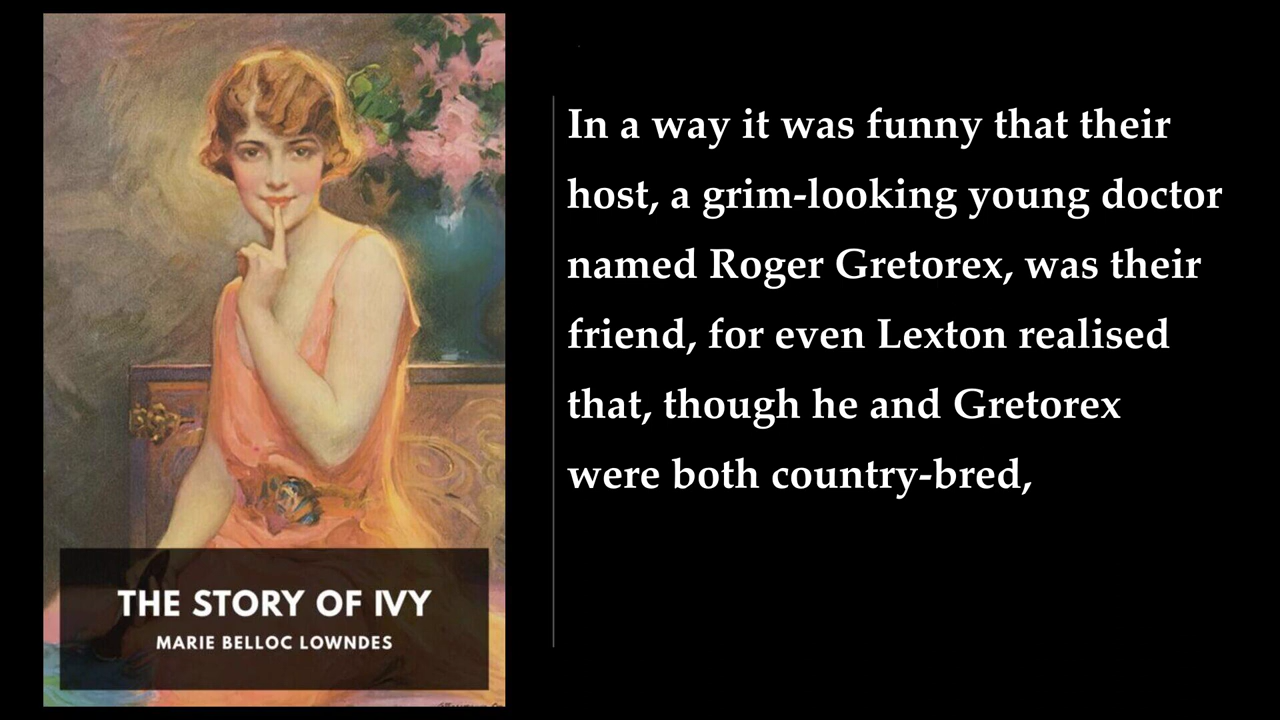 THE STORY OF IVY
MARIE BELLOC LOWNDES
In a way it was funny that their
host, a grim-looking young doctor
named Roger Gretorex, was their
friend, for even Lexton realised
that, though he and Gretorex
were both country-bred,